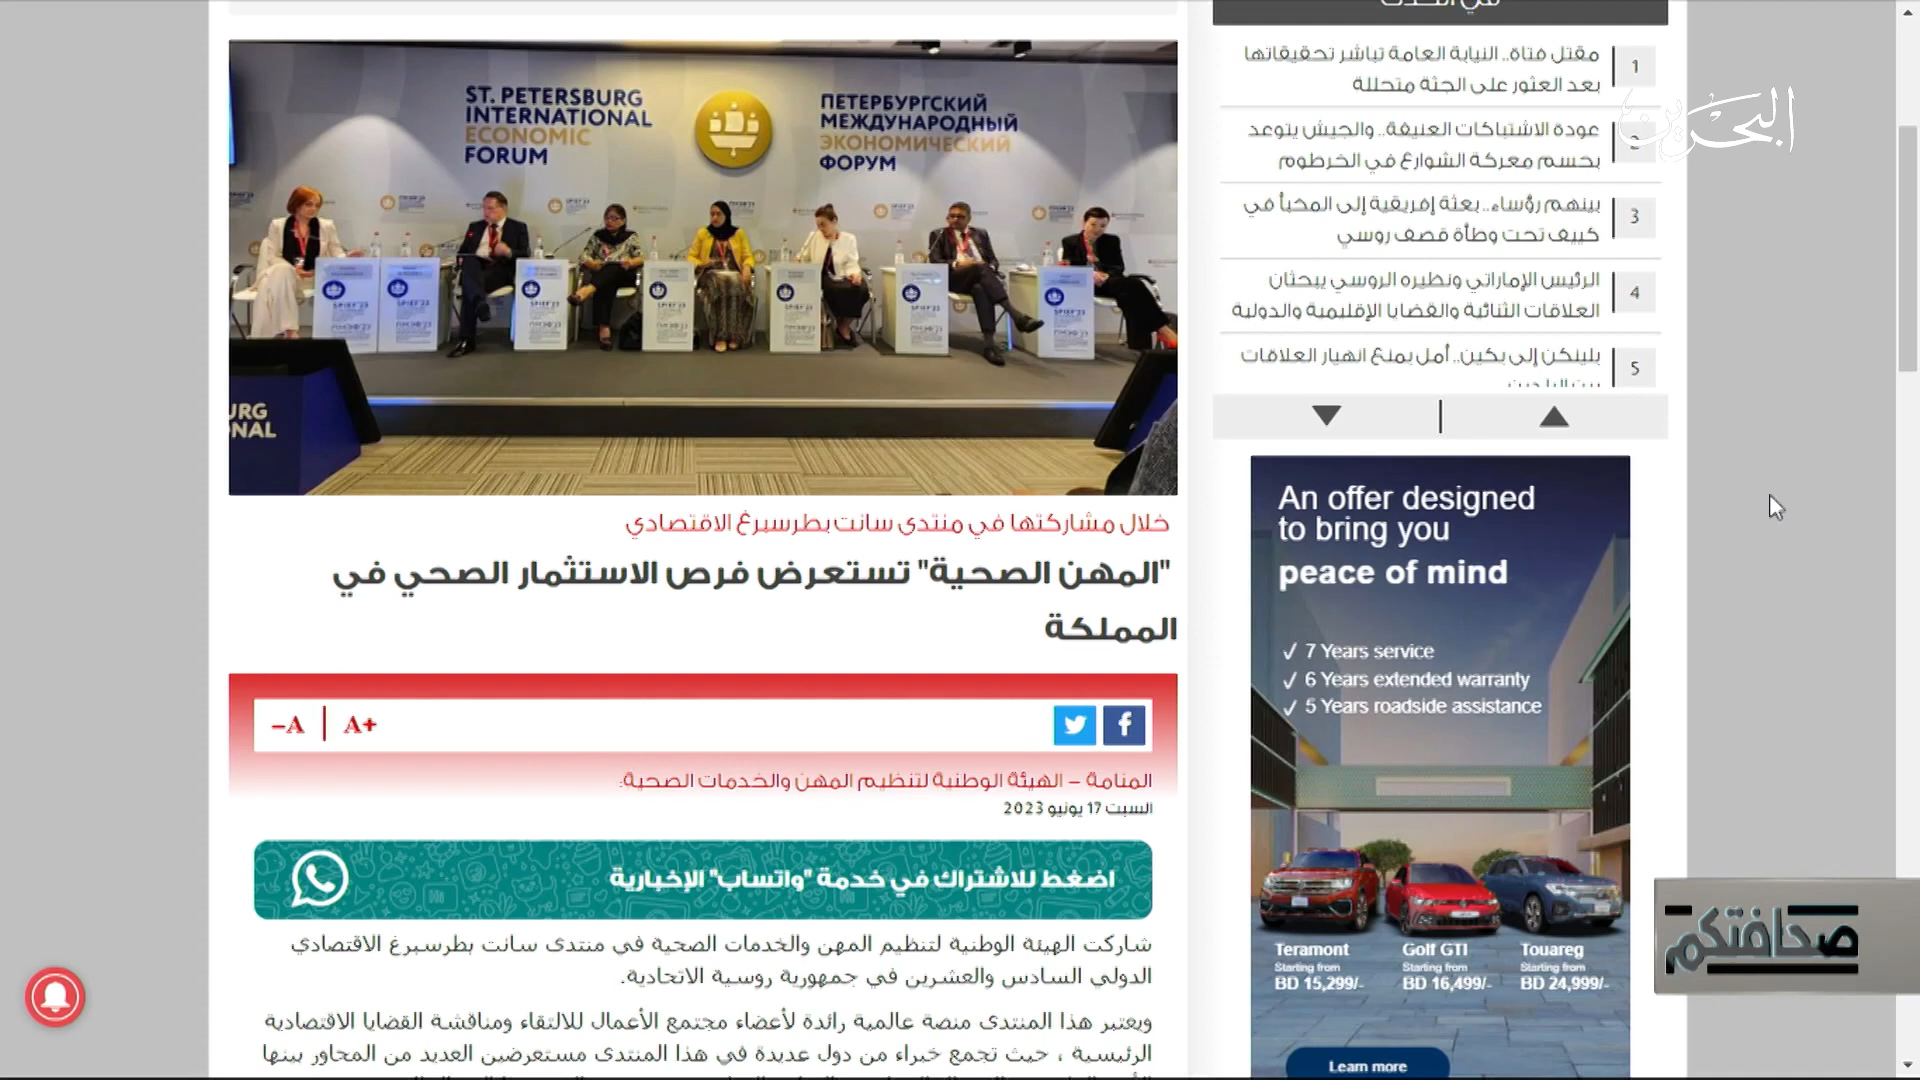 ST. PETERSBURG
INTERNATIONAL
ECONOMIC
FORUM
ПЕТЕРБУРГСКИЙ
МЕЖДУНАРОДНЫЙ
ЭКОНОМИЧЕСКИЙ
ФОРУМ
خلال مشاركتها في منتدى سانت بطرسبرغ الاقتصادي
"المهن الصحية" تستعرض فرص الاستثمار الصحي في
المملكة
–A | A+
المنامة – الهيئة الوطنية لتنظيم المهن والخدمات الصحية:
السبت 17 يونيو 2023
اضغط للاشتراك في خدمة "واتساب" الإخبارية
شاركت الهيئة الوطنية لتنظيم المهن والخدمات الصحية في منتدى سانت بطرسبرغ الاقتصادي
الدولي السادس والعشرين في جمهورية روسية الاتحادية.
ويعتبر هذا المنتدى منصة عالمية رائدة لأعضاء مجتمع الأعمال للالتقاء ومناقشة القضايا الاقتصادية
الرئيسية ، حيث تجمع خبراء من دول عديدة في هذا المنتدى مستعرضين العديد من المحاور بينها
1
مقتل فتاة.. النيابة العامة تباشر تحقيقاتها
بعد العثور على الجثة متحللة
2
عودة الاشتباكات العنيفة.. والجيش يتوعد
بحسم معركة الشوارع في الخرطوم
3
بينهم رؤساء.. بعثة إفريقية إلى المخبأ في
كييف تحت وطأة قصف روسي
4
الرئيس الإماراتي ونظيره الروسي يبحثان
العلاقات الثنائية والقضايا الإقليمية والدولية
5
بلينكن إلى بكين.. أمل بمنع انهيار العلاقات
البحرين
An offer designed
to bring you
peace of mind
✓ 7 Years service
✓ 6 Years extended warranty
✓ 5 Years roadside assistance
Teramont
Starting from
BD 15,299/-
Golf GTI
Starting from
BD 16,499/-
Touareg
Starting from
BD 24,999/-
Learn more
صحافتكم